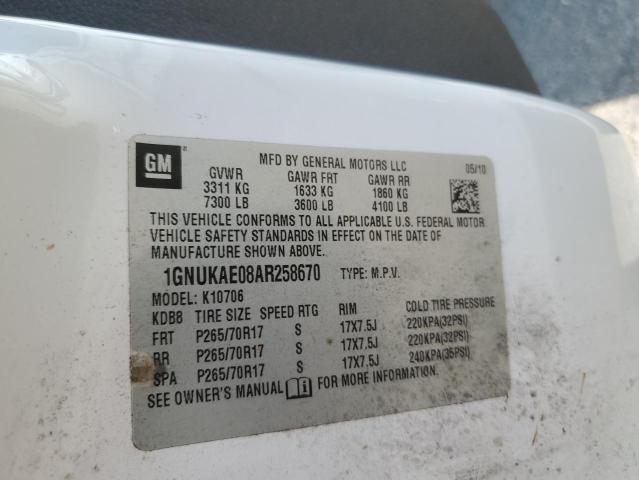 GM
MFD BY GENERAL MOTORS LLC 05/10
GVWR GAWR FRT GAWR RR
3311 KG 1633 KG 1860 KG
7300 LB 3600 LB 4100 LB
THIS VEHICLE CONFORMS TO ALL APPLICABLE U.S. FEDERAL MOTOR
VEHICLE SAFETY STANDARDS IN EFFECT ON THE DATE OF
MANUFACTURE SHOWN ABOVE.
1GNUKAE08AR258670 TYPE: M.P.V.
MODEL: K10706
KDB8 TIRE SIZE SPEED RTG RIM COLD TIRE PRESSURE
FRT P265/70R17 S 17X7.5J 220KPA(32PSI)
RR P265/70R17 S 17X7.5J 220KPA(32PSI)
SPA P265/70R17 S 17X7.5J 240KPA(35PSI)
SEE OWNER'S MANUAL FOR MORE INFORMATION.